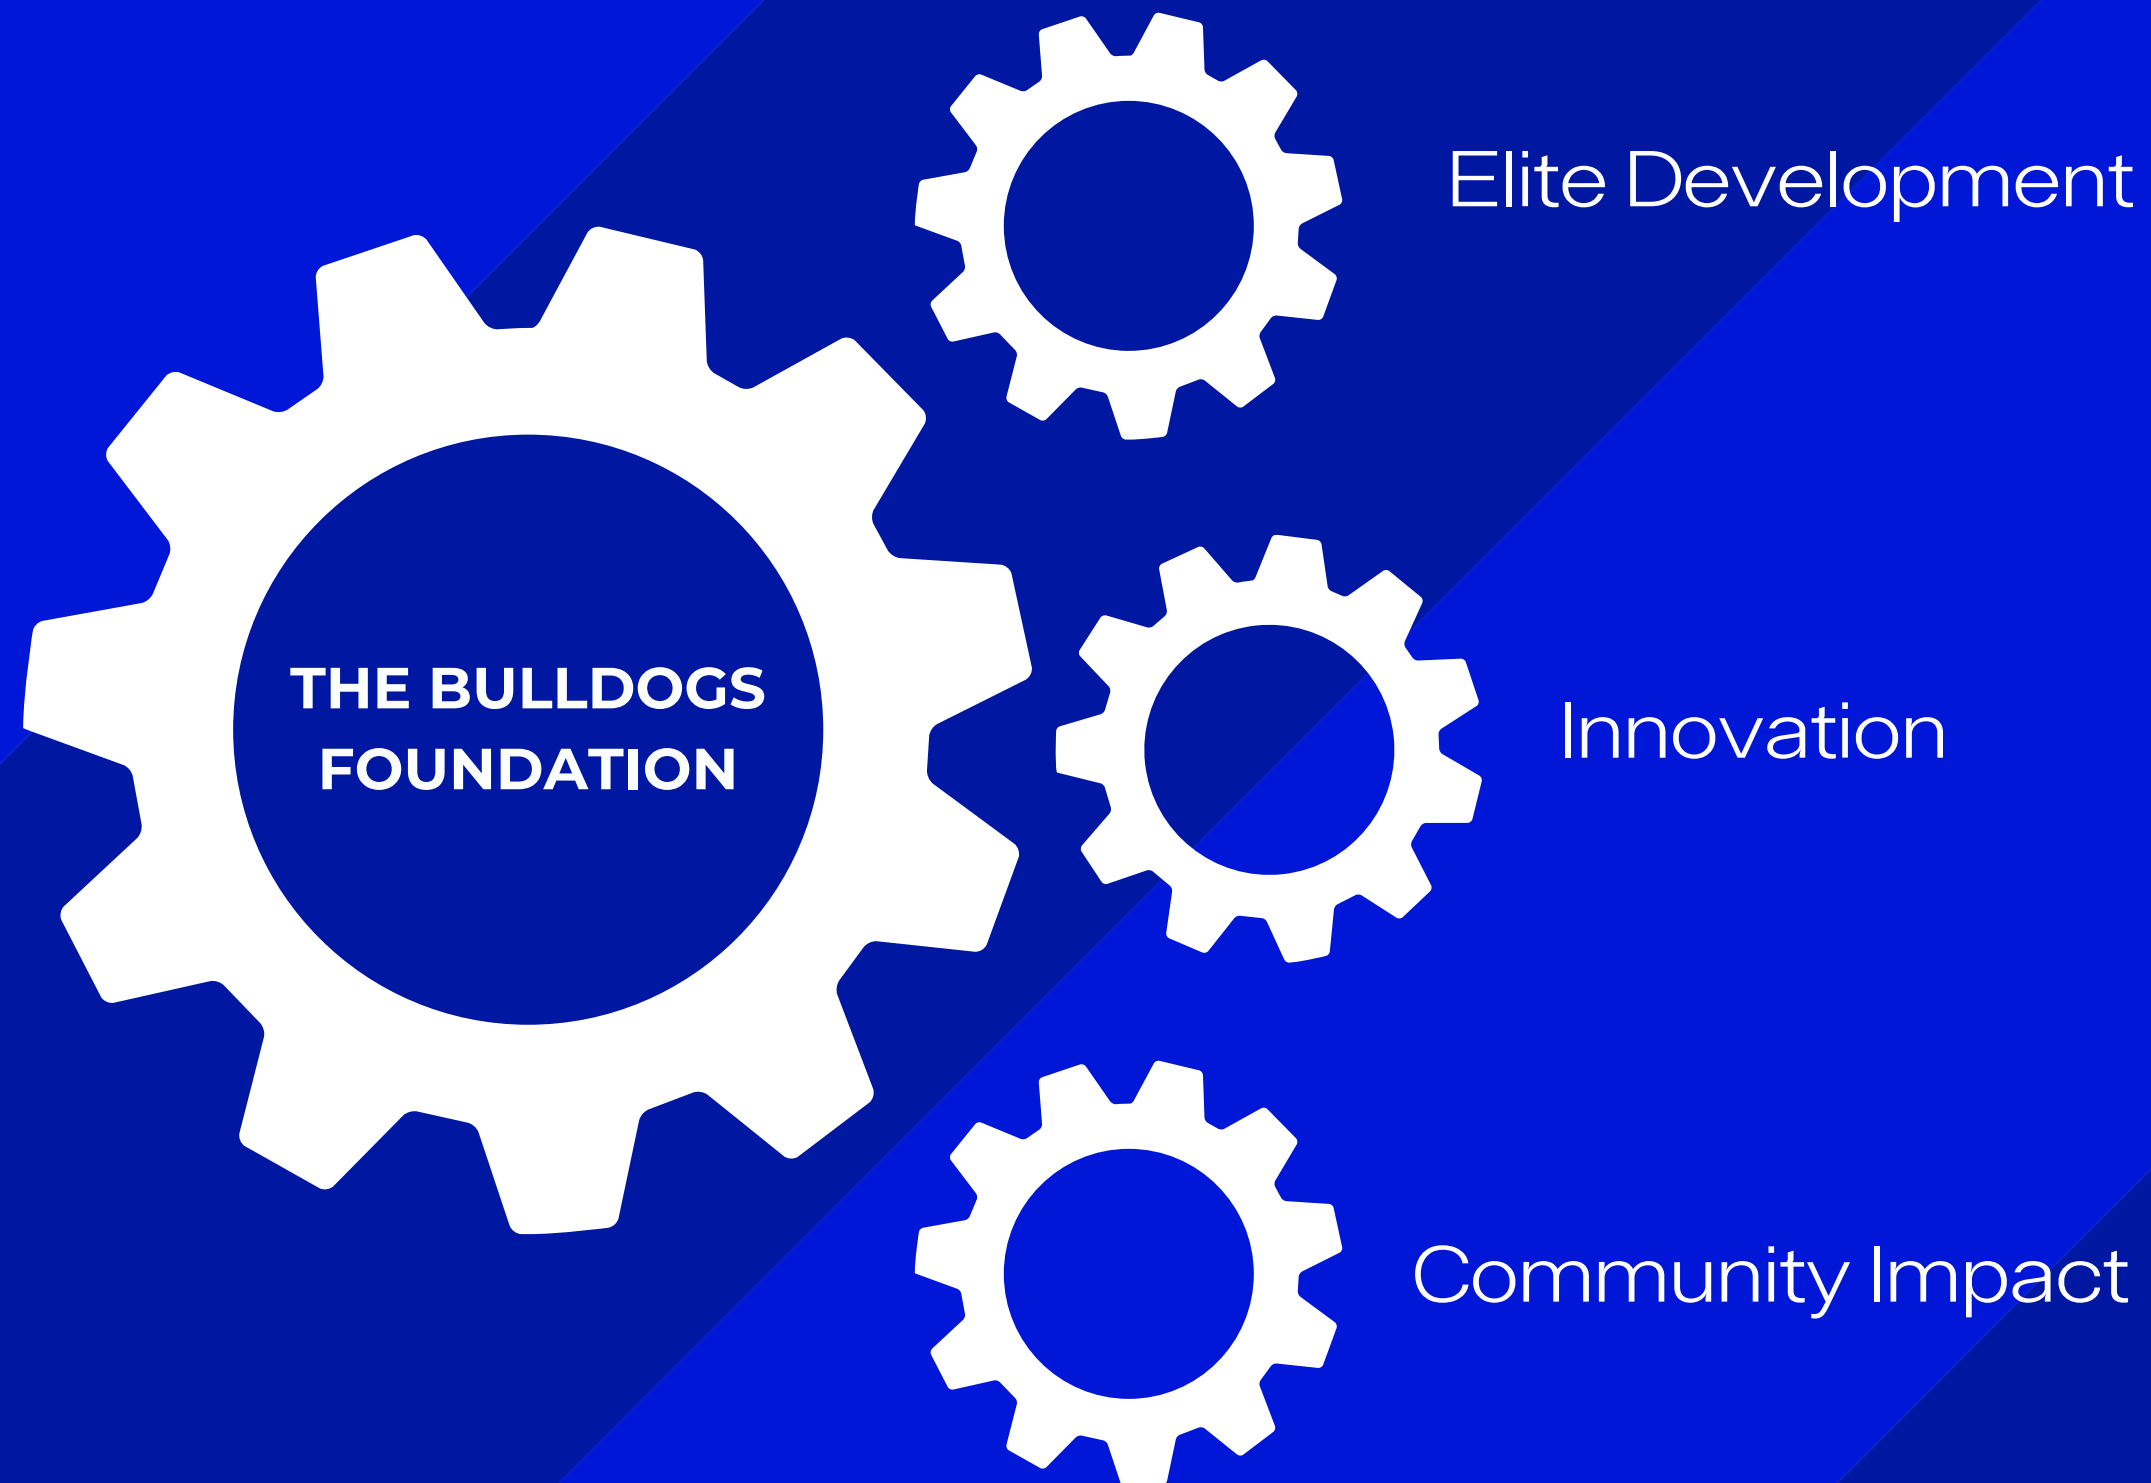 Elite Development
THE BULLDOGS
FOUNDATION
Innovation
Community Impact